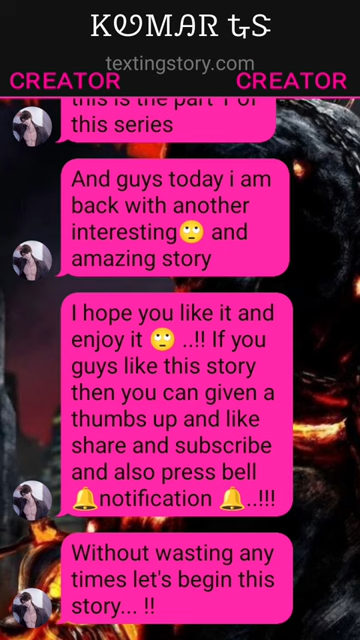 KUMAR TS
textingstory.com
CREATOR CREATOR
this is the part 1 of
this series
And guys today i am
back with another
interesting🙄 and
amazing story
I hope you like it and
enjoy it 🙄 ..!! If you
guys like this story
then you can given a
thumbs up and like
share and subscribe
and also press bell
🔔notification 🔔..!!!
Without wasting any
times let's begin this
story... !!